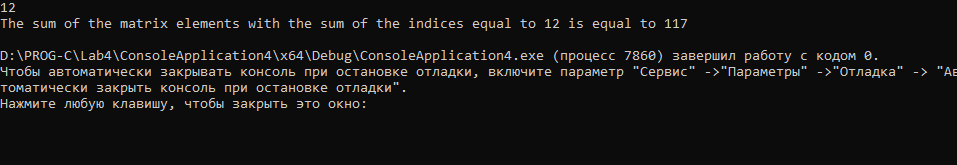 12
The sum of the matrix elements with the sum of the indices equal to 12 is equal to 117
D:\PROG-C\Lab4\ConsoleApplication4\x64\Debug\ConsoleApplication4.exe (процесс 7860) завершил работу с кодом 0.
Чтобы автоматически закрывать консоль при остановке отладки, включите параметр "Сервис" ->"Параметры" ->"Отладка" -> "Ав
томатически закрыть консоль при остановке отладки".
Нажмите любую клавишу, чтобы закрыть это окно: